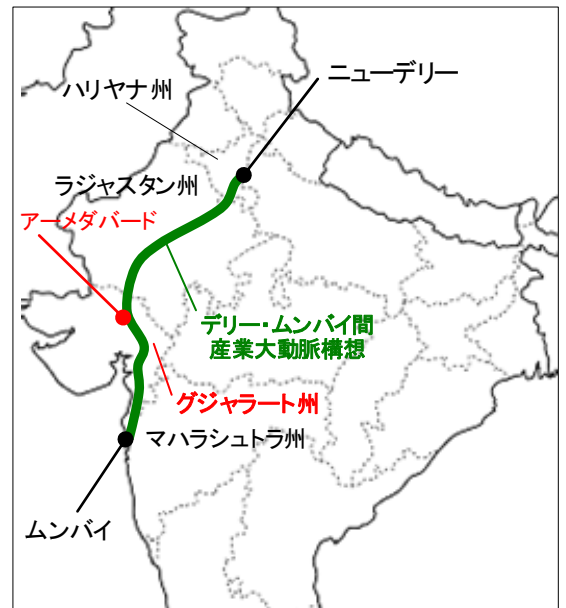 ニューデリー
ハリヤナ州
ラジャスタン州
アーメダバード
デリー・ムンバイ間
産業大動脈構想
グジャラート州
マハラシュトラ州
ムンバイ